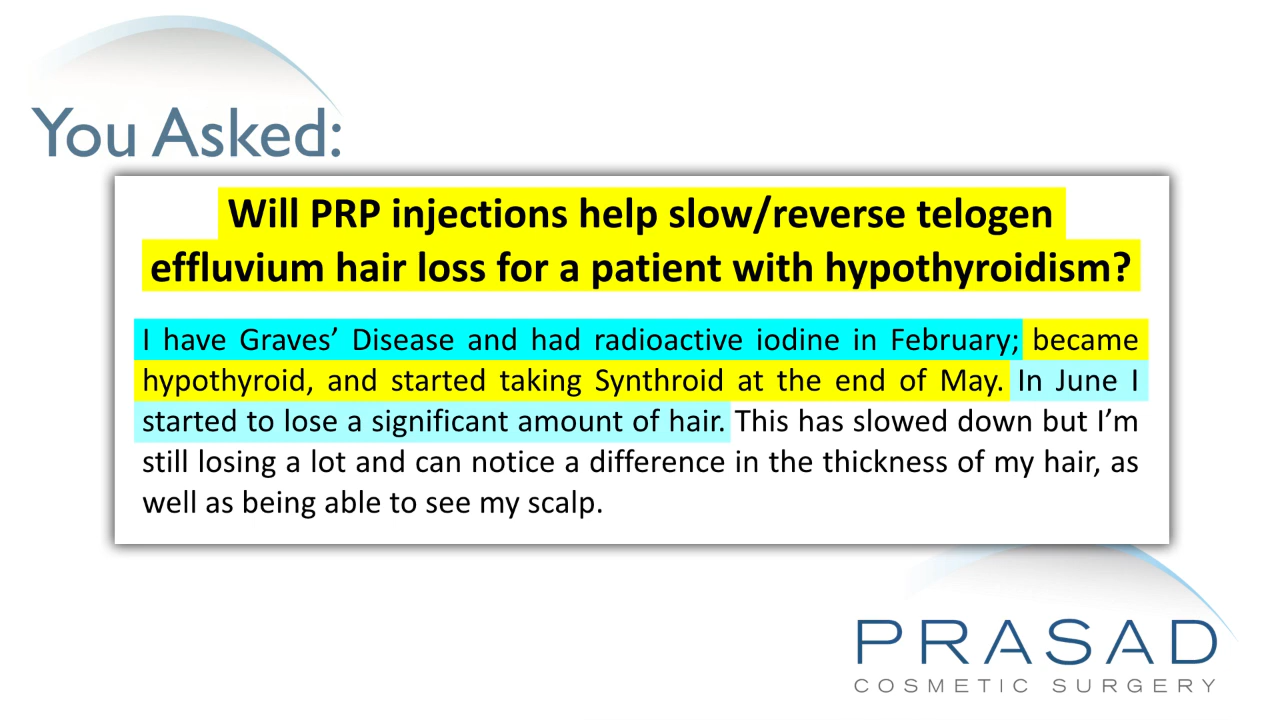 You Asked:
Will PRP injections help slow/reverse telogen
effluvium hair loss for a patient with hypothyroidism?
I have Graves’ Disease and had radioactive iodine in February; became
hypothyroid, and started taking Synthroid at the end of May. In June I
started to lose a significant amount of hair. This has slowed down but I’m
still losing a lot and can notice a difference in the thickness of my hair, as
well as being able to see my scalp.
PRASAD
COSMETIC SURGERY